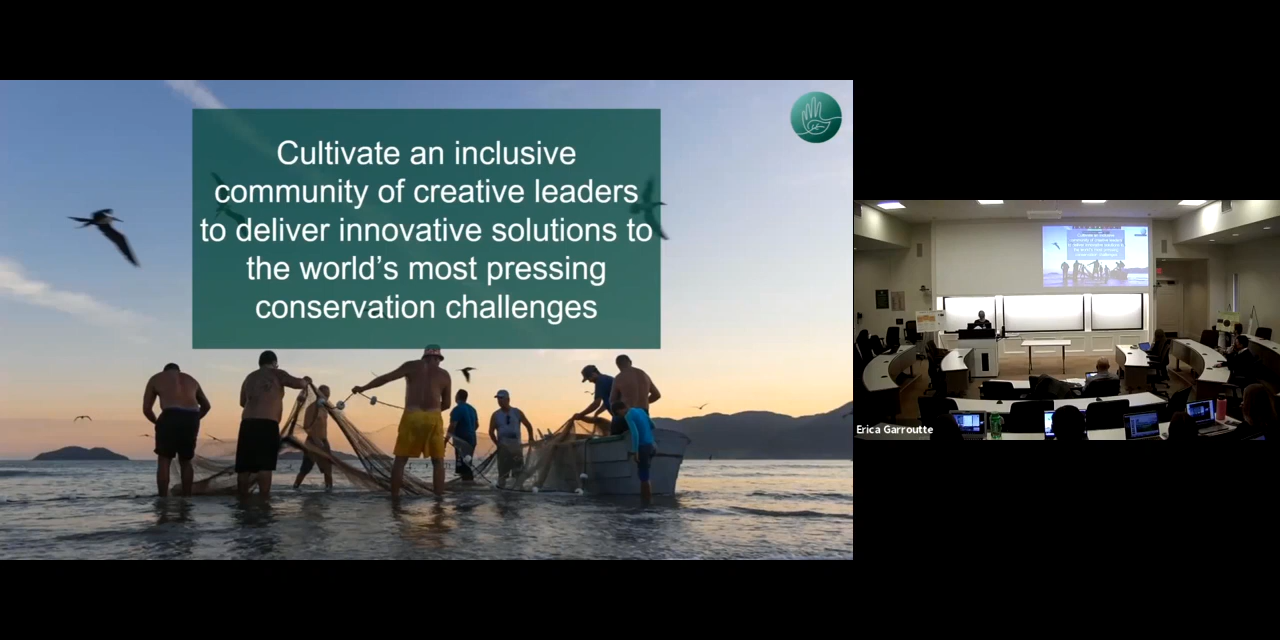 Cultivate an inclusive
community of creative leaders
to deliver innovative solutions to
the world’s most pressing
conservation challenges
Erica Garroutte